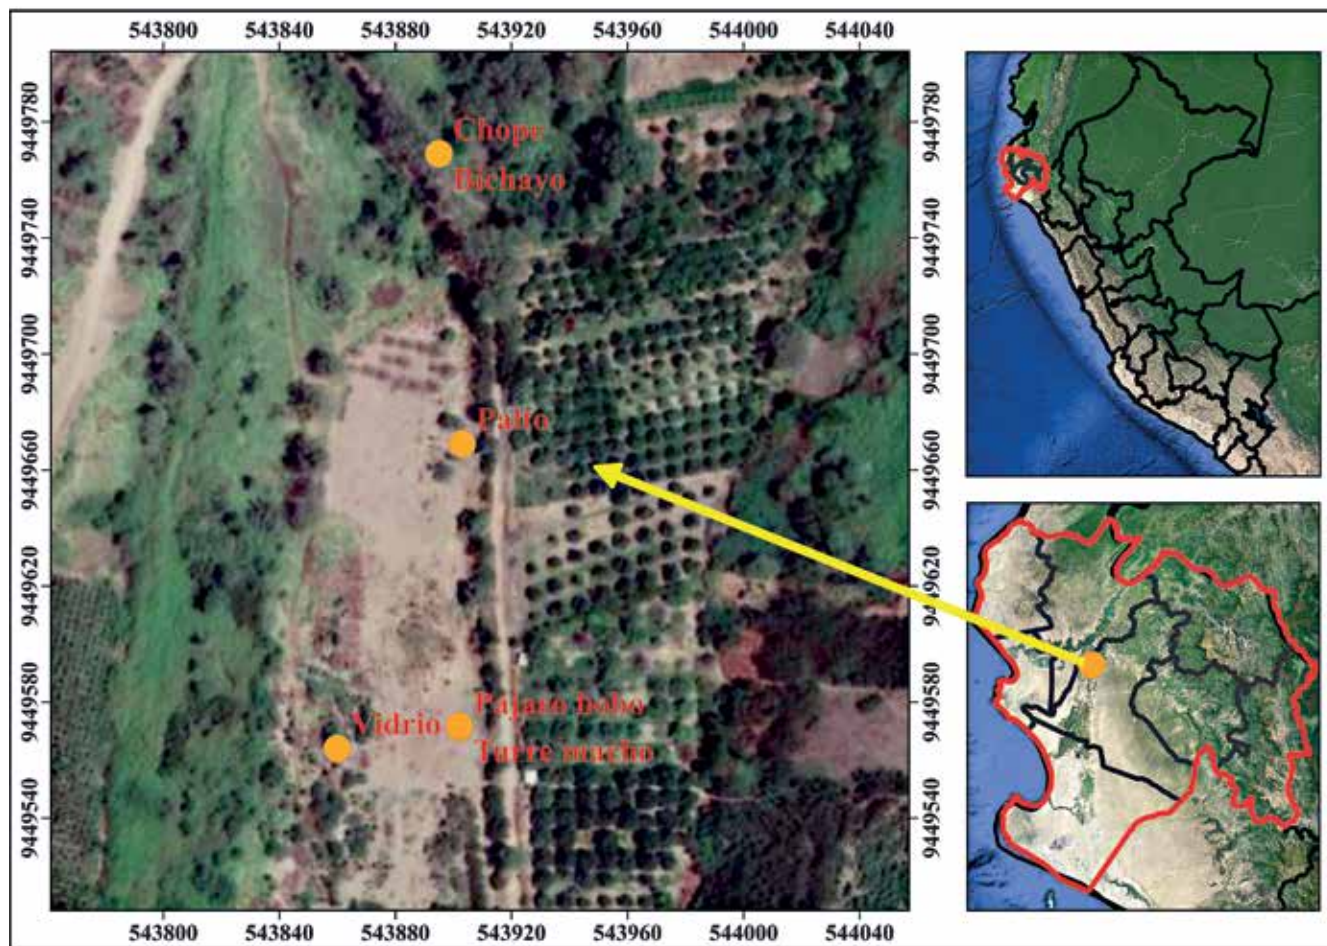 543800 543840 543880 543920 543960 544000 544040
9449780 9449780
9449740 9449740
9449700 9449700
9449660 9449660
9449620 9449620
9449580 9449580
9449540 9449540
Chope
Bichayo
Palto
Pajaro bobo
Vidrio
Turre macho
543800 543840 543880 543920 543960 544000 544040